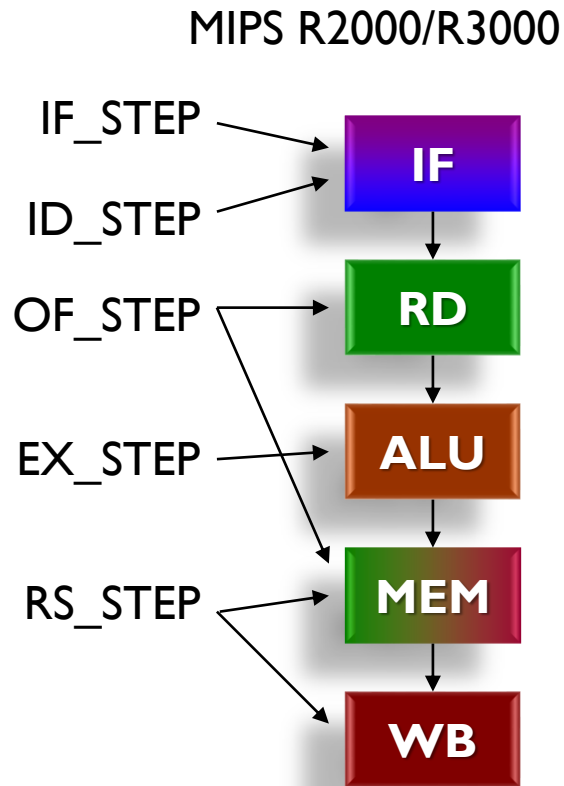 MIPS R2000/R3000
IF_STEP
IF
ID_STEP
OF_STEP
RD
EX_STEP
ALU
RS_STEP
MEM
WB